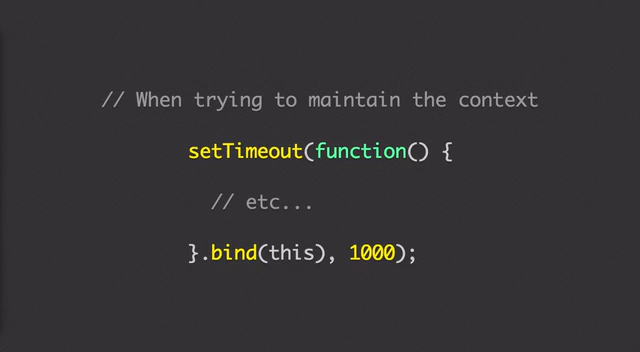 // When trying to maintain the context
setTimeout(function() {
// etc...
}.bind(this), 1000);